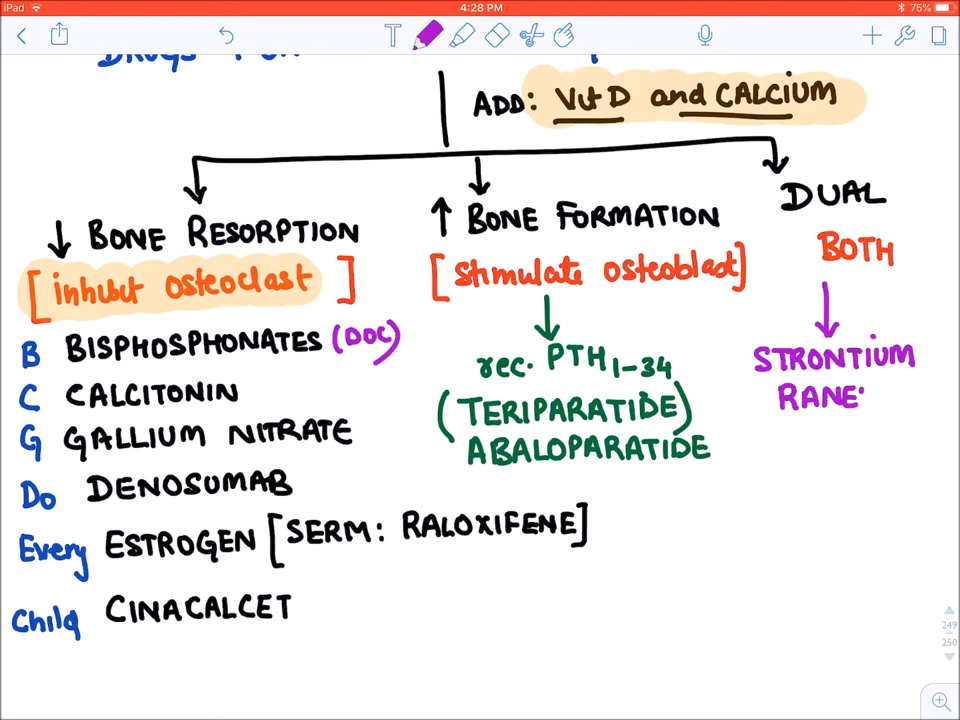 iPad
4:28 PM
75%
T
ADD: Vit D and CALCIUM
↓ BONE RESORPTION
[inhibit osteoclast]
B BISPHOSPHONATES (DOC)
C CALCITONIN
G GALLIUM NITRATE
Do DENOSUMAB
Every ESTROGEN [SERM: RALOXIFENE]
Child CINACALCET
↑ BONE FORMATION
[stimulate osteoblast]
rec. PTH1-34
(TERIPARATIDE)
ABALOPARATIDE
DUAL
BOTH
STRONTIUM
RANE
249
250